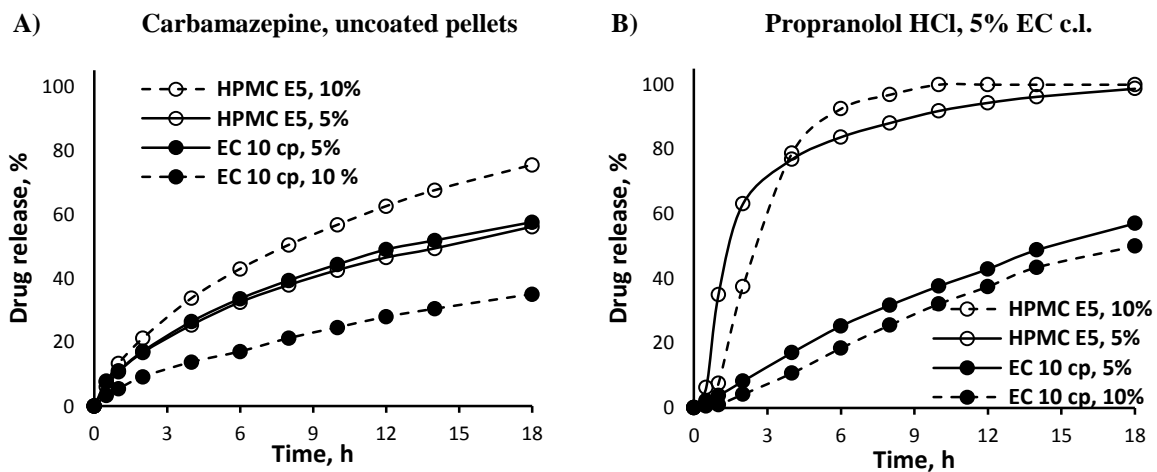 A) Carbamazepine, uncoated pellets
100
80
60
40
20
0
Drug release, %
HPMC E5, 10%
HPMC E5, 5%
EC 10 cp, 5%
EC 10 cp, 10 %
0 3 6 9 12 15 18
Time, h
B) Propranolol HCl, 5% EC c.l.
100
80
60
40
20
0
Drug release, %
HPMC E5, 10%
HPMC E5, 5%
EC 10 cp, 5%
EC 10 cp, 10%
0 3 6 9 12 15 18
Time, h